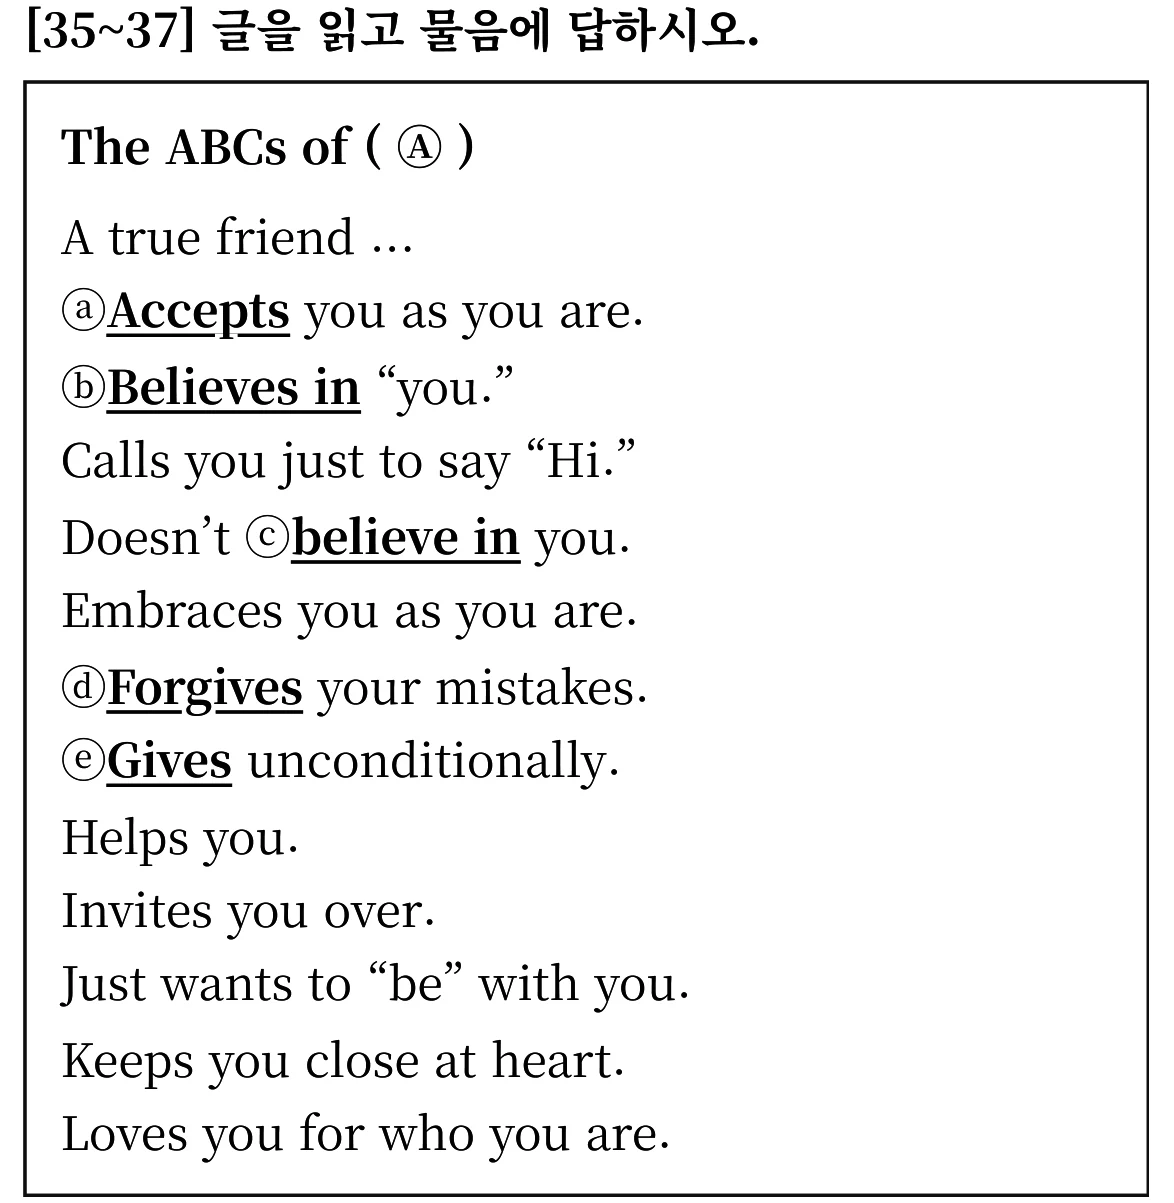 [35~37] 글을 읽고 물음에 답하시오.
The ABCs of ( Ⓐ )
A true friend ...
ⓐAccepts you as you are.
ⓑBelieves in “you.”
Calls you just to say “Hi.”
Doesn’t ⓒbelieve in you.
Embraces you as you are.
ⓓForgives your mistakes.
ⓔGives unconditionally.
Helps you.
Invites you over.
Just wants to “be” with you.
Keeps you close at heart.
Loves you for who you are.